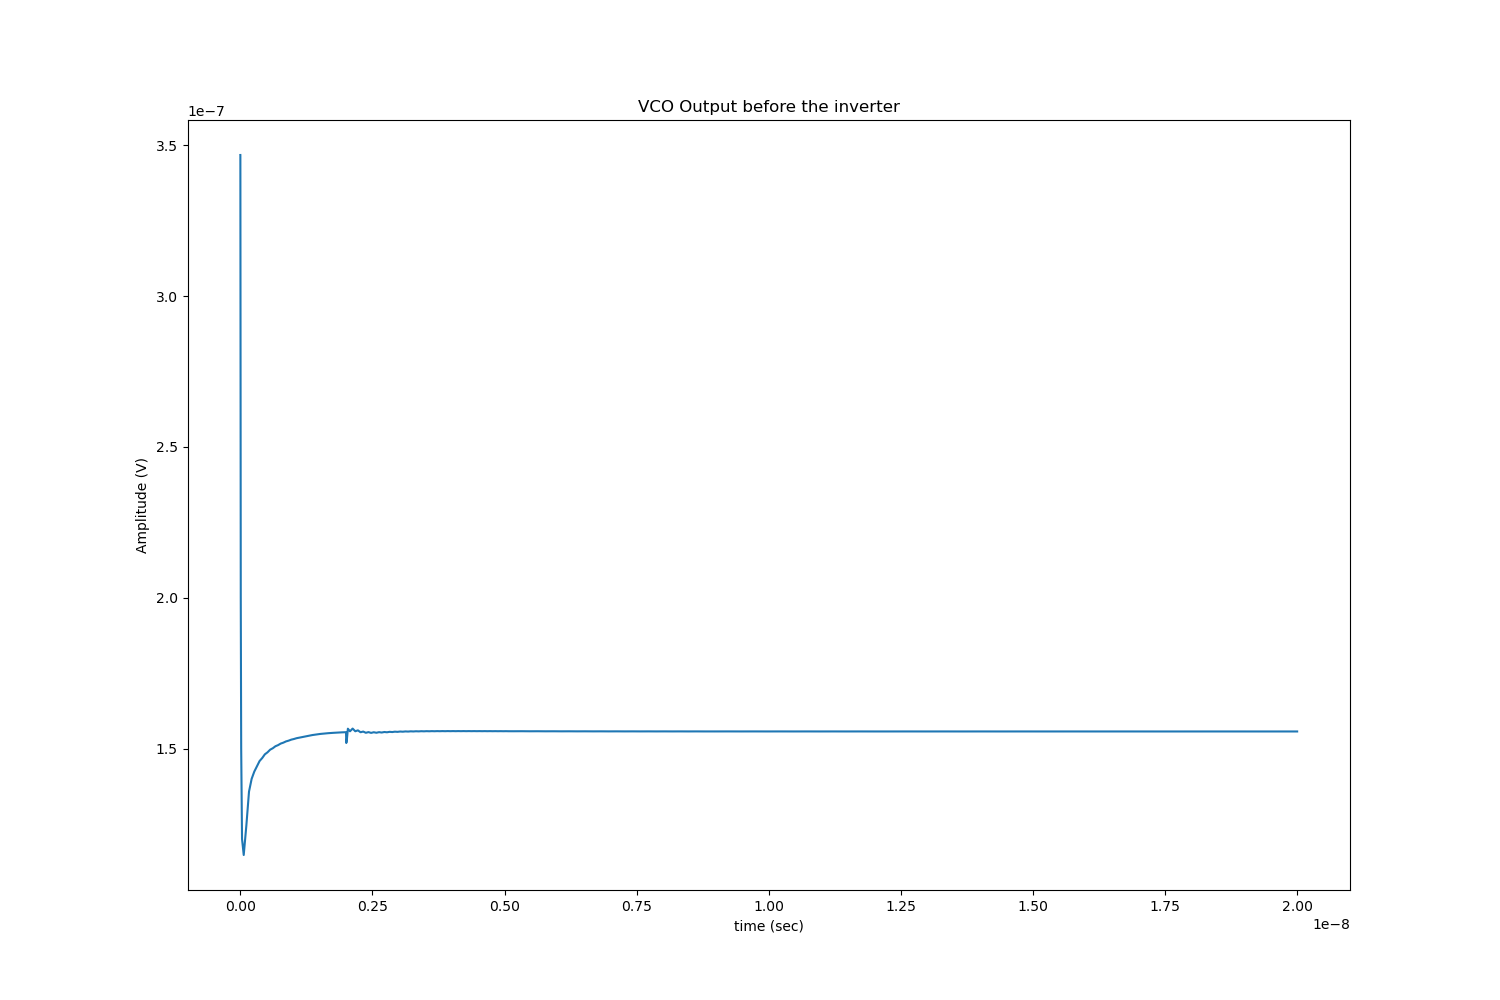 VCO Output before the inverter
1e−7
3.5
3.0
2.5
2.0
1.5
Amplitude (V)
0.00 0.25 0.50 0.75 1.00 1.25 1.50 1.75 2.00
time (sec)
1e−8